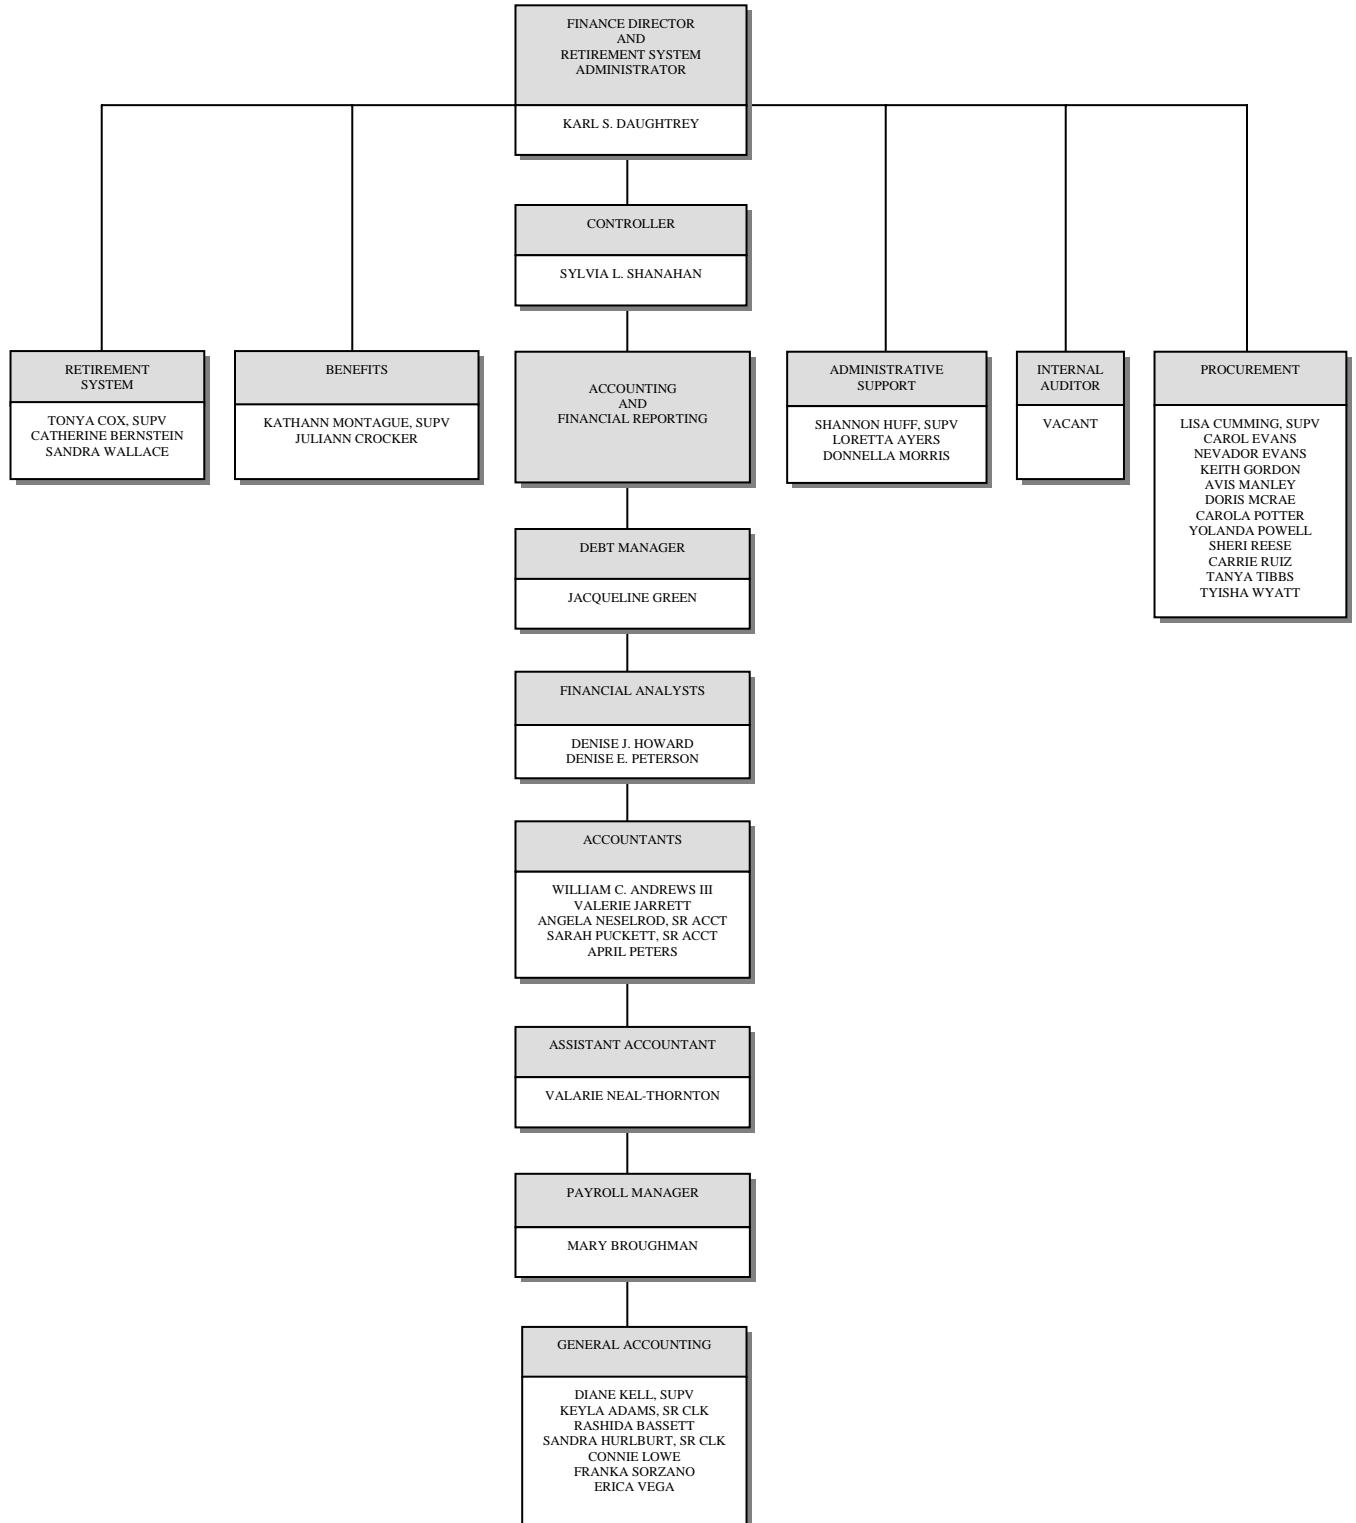 FINANCE DIRECTOR
AND
RETIREMENT SYSTEM
ADMINISTRATOR
KARL S. DAUGHTREY
CONTROLLER
SYLVIA L. SHANAHAN
RETIREMENT
SYSTEM
TONYA COX, SUPV
CATHERINE BERNSTEIN
SANDRA WALLACE
BENEFITS
KATHANN MONTAGUE, SUPV
JULIANN CROCKER
ACCOUNTING
AND
FINANCIAL REPORTING
ADMINISTRATIVE
SUPPORT
SHANNON HUFF, SUPV
LORETTA AYERS
DONNELLA MORRIS
INTERNAL
AUDITOR
VACANT
PROCUREMENT
LISA CUMMING, SUPV
CAROL EVANS
NEVADOR EVANS
KEITH GORDON
AVIS MANLEY
DORIS MCRAE
CAROLA POTTER
YOLANDA POWELL
SHERI REESE
CARRIE RUIZ
TANYA TIBBS
TYISHA WYATT
DEBT MANAGER
JACQUELINE GREEN
FINANCIAL ANALYSTS
DENISE J. HOWARD
DENISE E. PETERSON
ACCOUNTANTS
WILLIAM C. ANDREWS III
VALERIE JARRETT
ANGELA NESELROD, SR ACCT
SARAH PUCKETT, SR ACCT
APRIL PETERS
ASSISTANT ACCOUNTANT
VALARIE NEAL-THORNTON
PAYROLL MANAGER
MARY BROUGHMAN
GENERAL ACCOUNTING
DIANE KELL, SUPV
KEYLA ADAMS, SR CLK
RASHIDA BASSETT
SANDRA HURLBURT, SR CLK
CONNIE LOWE
FRANKA SORZANO
ERICA VEGA